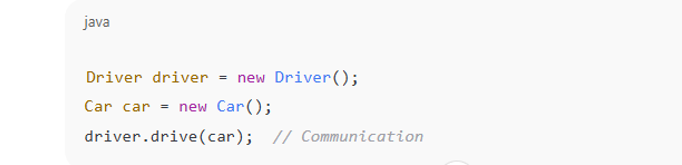 java
Driver driver = new Driver();
Car car = new Car();
driver.drive(car);  // Communication